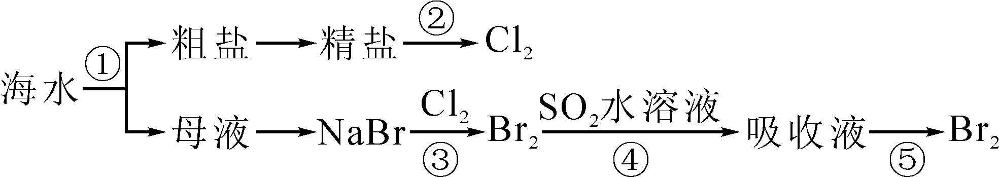 海水 ① 粗盐 精盐 ② Cl₂
母液 NaBr Cl₂ ③ Br₂ SO₂水溶液 ④ 吸收液 ⑤ Br₂